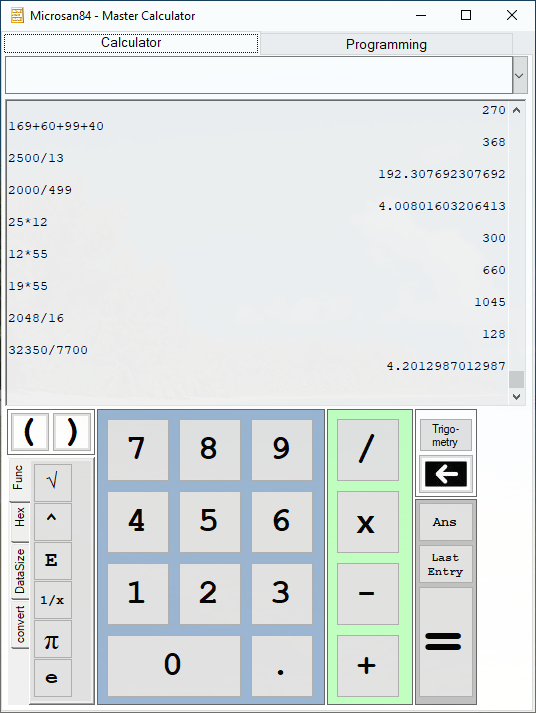 Microsan84 - Master Calculator
Calculator
Programming
270
169+60+99+40
368
2500/13
192.307692307692
2000/499
4.00801603206413
25*12
300
12*55
660
19*55
1045
2048/16
128
32350/7700
4.2012987012987
( )
7 8 9 /
Trigo-
metry
Func
Hex
DataSize
convert
√
^
E
1/x
π
e
4 5 6 x
Ans
Last
Entry
1 2 3 -
=
0 . +